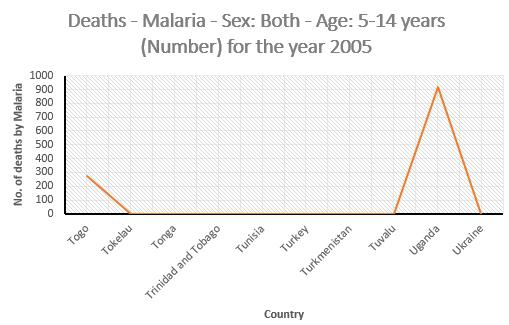 Deaths - Malaria - Sex: Both - Age: 5-14 years
(Number) for the year 2005
No. of deaths by Malaria
1000
900
800
700
600
500
400
300
200
100
0
Togo
Tokelau
Tonga
Trinidad and Tobago
Tunisia
Turkey
Turkmenistan
Tuvalu
Uganda
Ukraine
Country